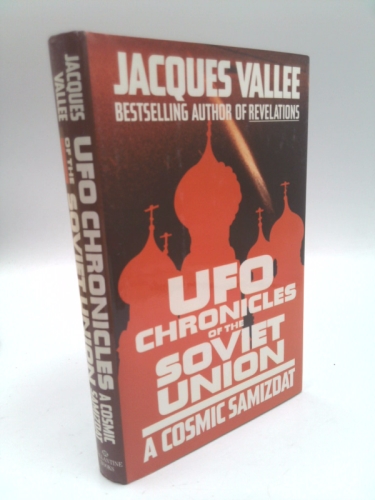 JACQUES VALLEE
BESTSELLING AUTHOR OF REVELATIONS
UFO
CHRONICLES
OF THE
SOVIET
UNION
A COSMIC SAMIZDAT
JACQUES
VALLEE
UFO CHRONICLES
OF THE SOVIET UNION
A COSMIC
SAMIZDAT